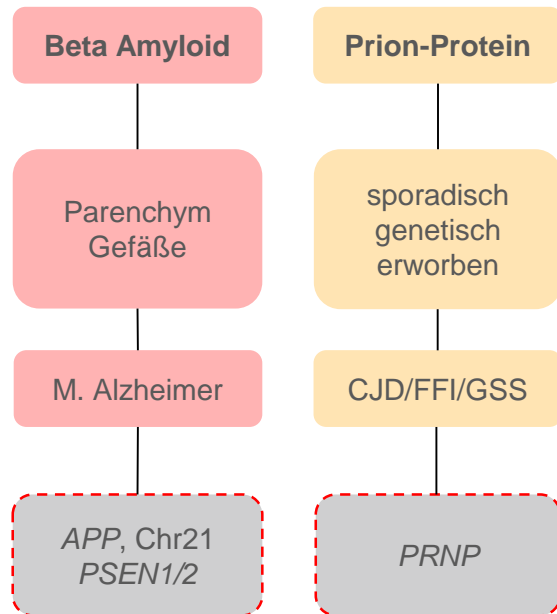 Beta Amyloid
Parenchym
Gefäße
M. Alzheimer
APP, Chr21
PSEN1/2
Prion-Protein
sporadisch
genetisch
erworben
CJD/FFI/GSS
PRNP